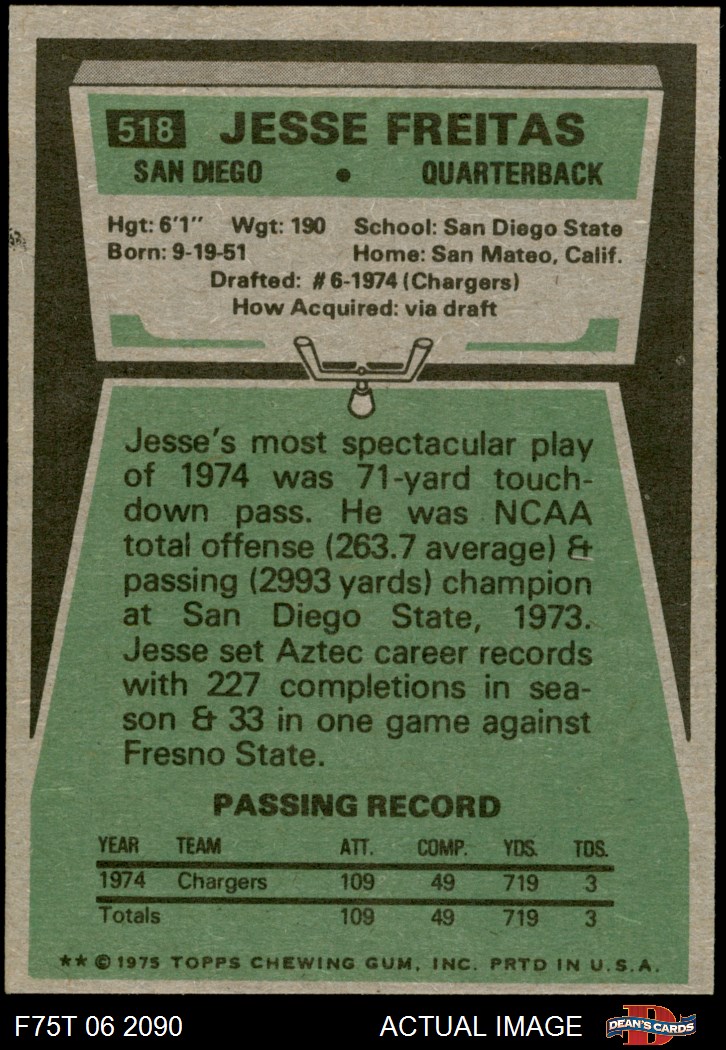 518 JESSE FREITAS
SAN DIEGO • QUARTERBACK
Hgt: 6'1" Wgt: 190 School: San Diego State
Born: 9-19-51 Home: San Mateo, Calif.
Drafted: #6-1974 (Chargers)
How Acquired: via draft
Jesse's most spectacular play
of 1974 was 71-yard touch-
down pass. He was NCAA
total offense (263.7 average) &
passing (2993 yards) champion
at San Diego State, 1973.
Jesse set Aztec career records
with 227 completions in sea-
son & 33 in one game against
Fresno State.
PASSING RECORD
YEAR TEAM ATT. COMP. YDS. TDS.
1974 Chargers 109 49 719 3
Totals 109 49 719 3
** © 1975 TOPPS CHEWING GUM, INC. PRTD IN U.S.A.
F75T 06 2090 ACTUAL IMAGE D DEAN'S CARDS